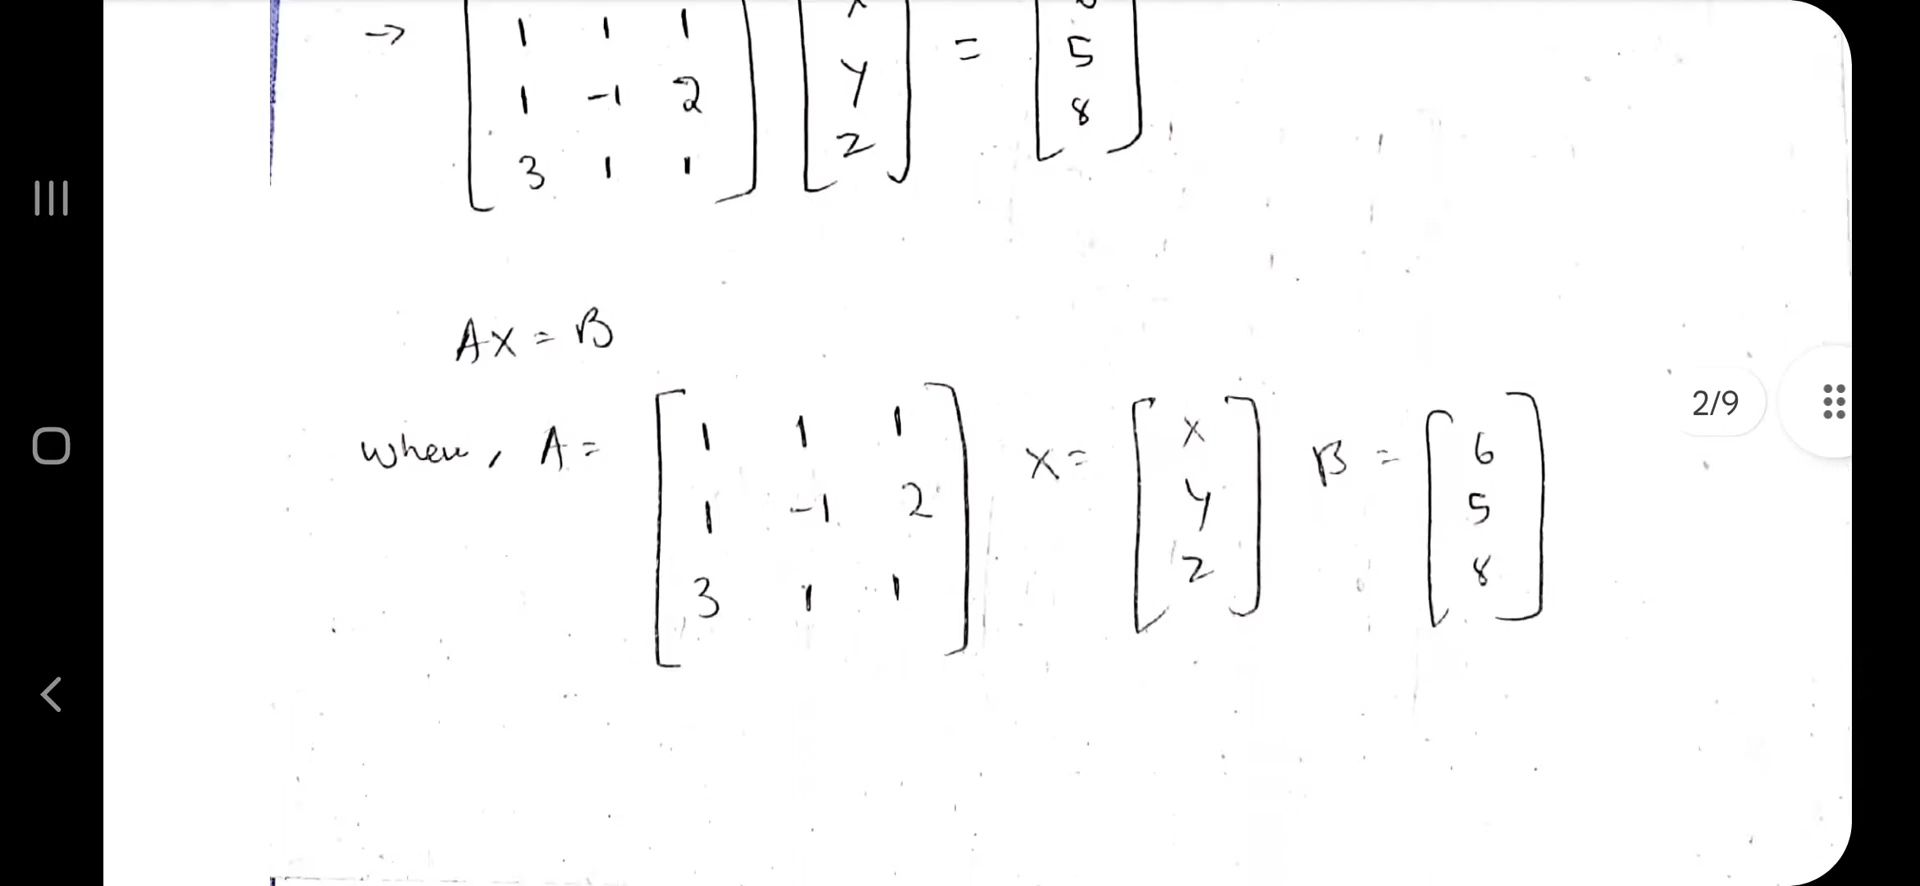 → [ 1 1 1 ] [ y ] = [ 5 ]
1 -1 2 z 8
3 1 1
AX = B
when, A = [ 1 1 1 ] X = [ x ] B = [ 6 ]
1 -1 2 y 5
3 1 1 z 8
2/9